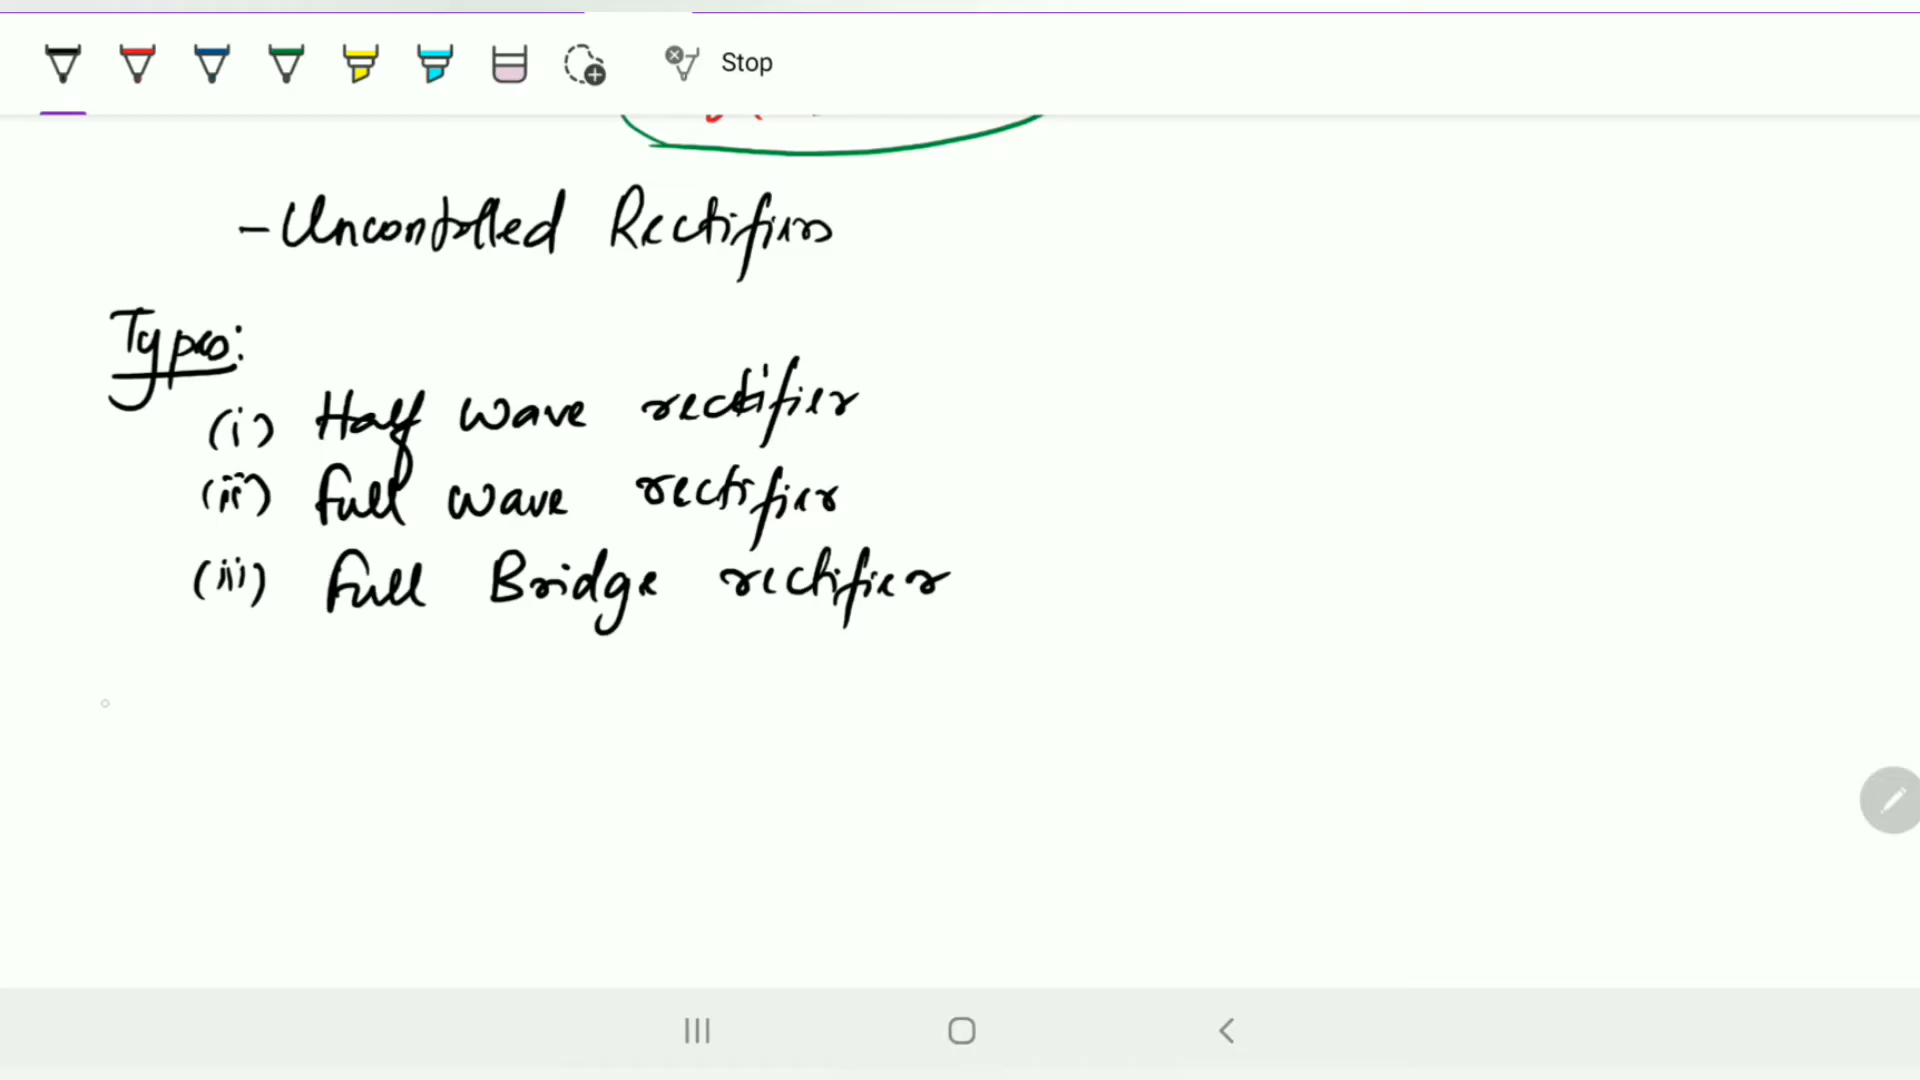 Stop
- Uncontrolled Rectifiers
Types:
(i) Half wave rectifier
(ii) Full wave rectifier
(iii) Full Bridge rectifier